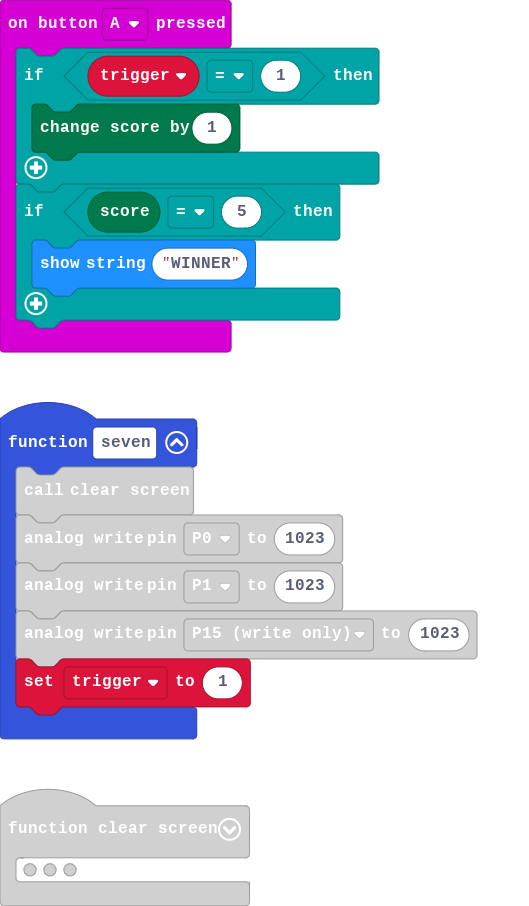 on button A pressed
if trigger = 1 then
change score by 1
if score = 5 then
show string "WINNER"
function seven
call clear screen
analog write pin P0 to 1023
analog write pin P1 to 1023
analog write pin P15 (write only) to 1023
set trigger to 1
function clear screen